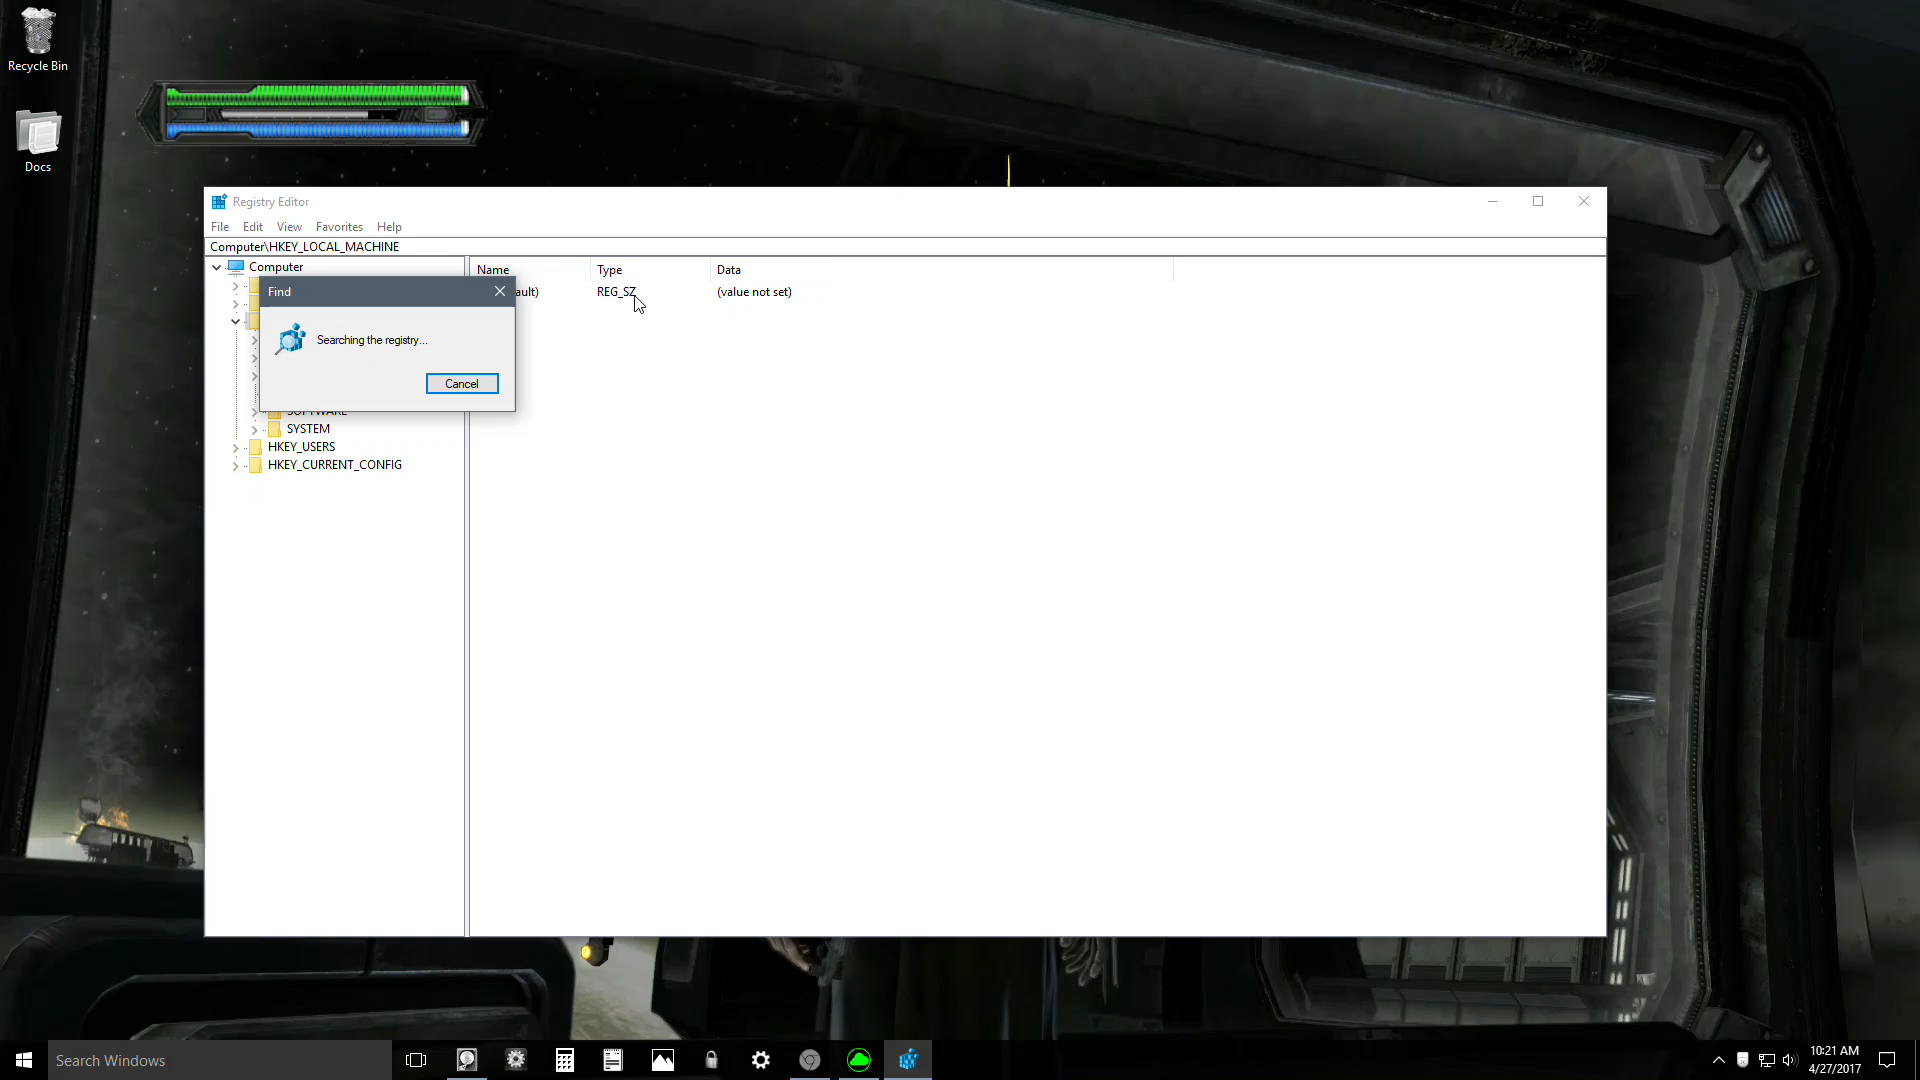 Recycle Bin
Docs
Registry Editor
File Edit View Favorites Help
Computer\HKEY_LOCAL_MACHINE
Computer
Name Type Data
ault) REG_SZ (value not set)
Find
Searching the registry...
Cancel
SOFTWARE
SYSTEM
HKEY_USERS
HKEY_CURRENT_CONFIG
Search Windows
10:21 AM
4/27/2017